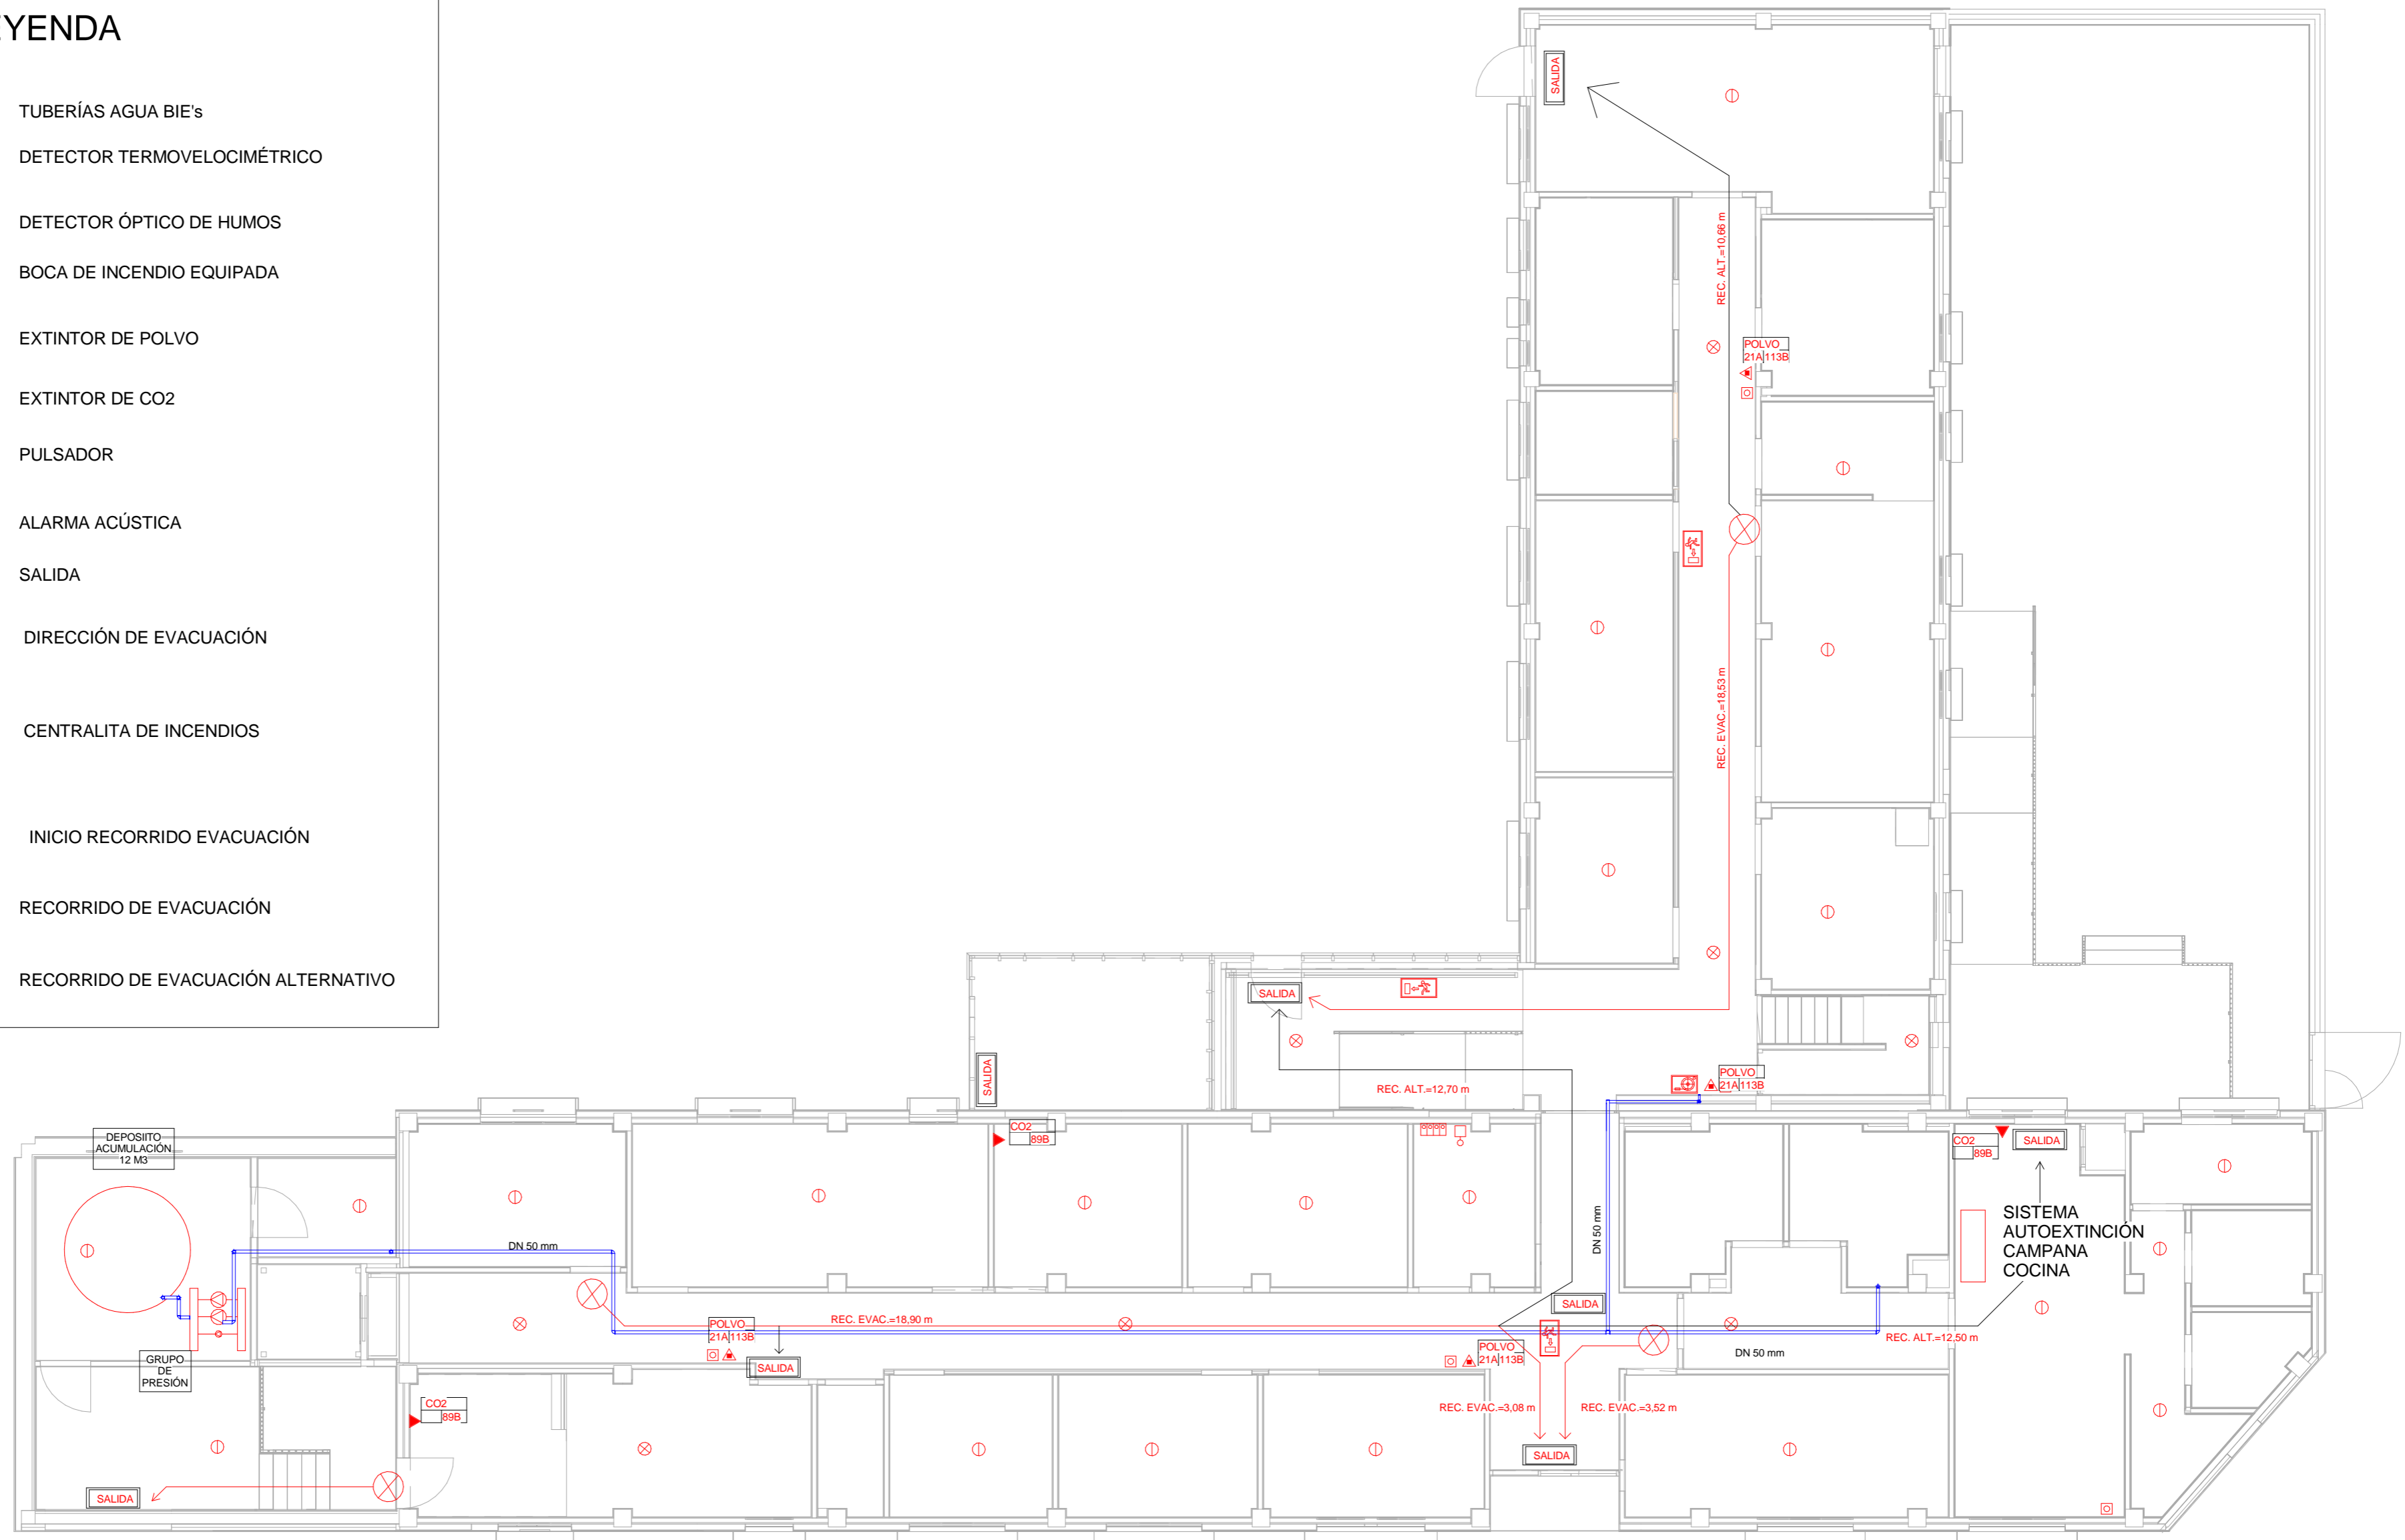 EYENDA
TUBERÍAS AGUA BIE's
DETECTOR TERMOVELOCIMÉTRICO
DETECTOR ÓPTICO DE HUMOS
BOCA DE INCENDIO EQUIPADA
EXTINTOR DE POLVO
EXTINTOR DE CO2
PULSADOR
ALARMA ACÚSTICA
SALIDA
DIRECCIÓN DE EVACUACIÓN
CENTRALITA DE INCENDIOS
INICIO RECORRIDO EVACUACIÓN
RECORRIDO DE EVACUACIÓN
RECORRIDO DE EVACUACIÓN ALTERNATIVO
SALIDA
REC. ALT.=10,66 m
POLVO
21A 113B
REC. EVAC.=18,53 m
SALIDA
SALIDA
REC. ALT.=12,70 m
POLVO
21A 113B
DEPOSIITO
ACUMULACIÓN
12 M3
CO2
89B
CO2
89B
SALIDA
SISTEMA
AUTOEXTINCIÓN
CAMPANA
COCINA
DN 50 mm
DN 50 mm
SALIDA
REC. EVAC.=18,90 m
POLVO
21A 113B
SALIDA
GRUPO
DE
PRESIÓN
POLVO
21A 113B
REC. ALT.=12,50 m
DN 50 mm
CO2
89B
REC. EVAC.=3,08 m
REC. EVAC.=3,52 m
SALIDA
SALIDA